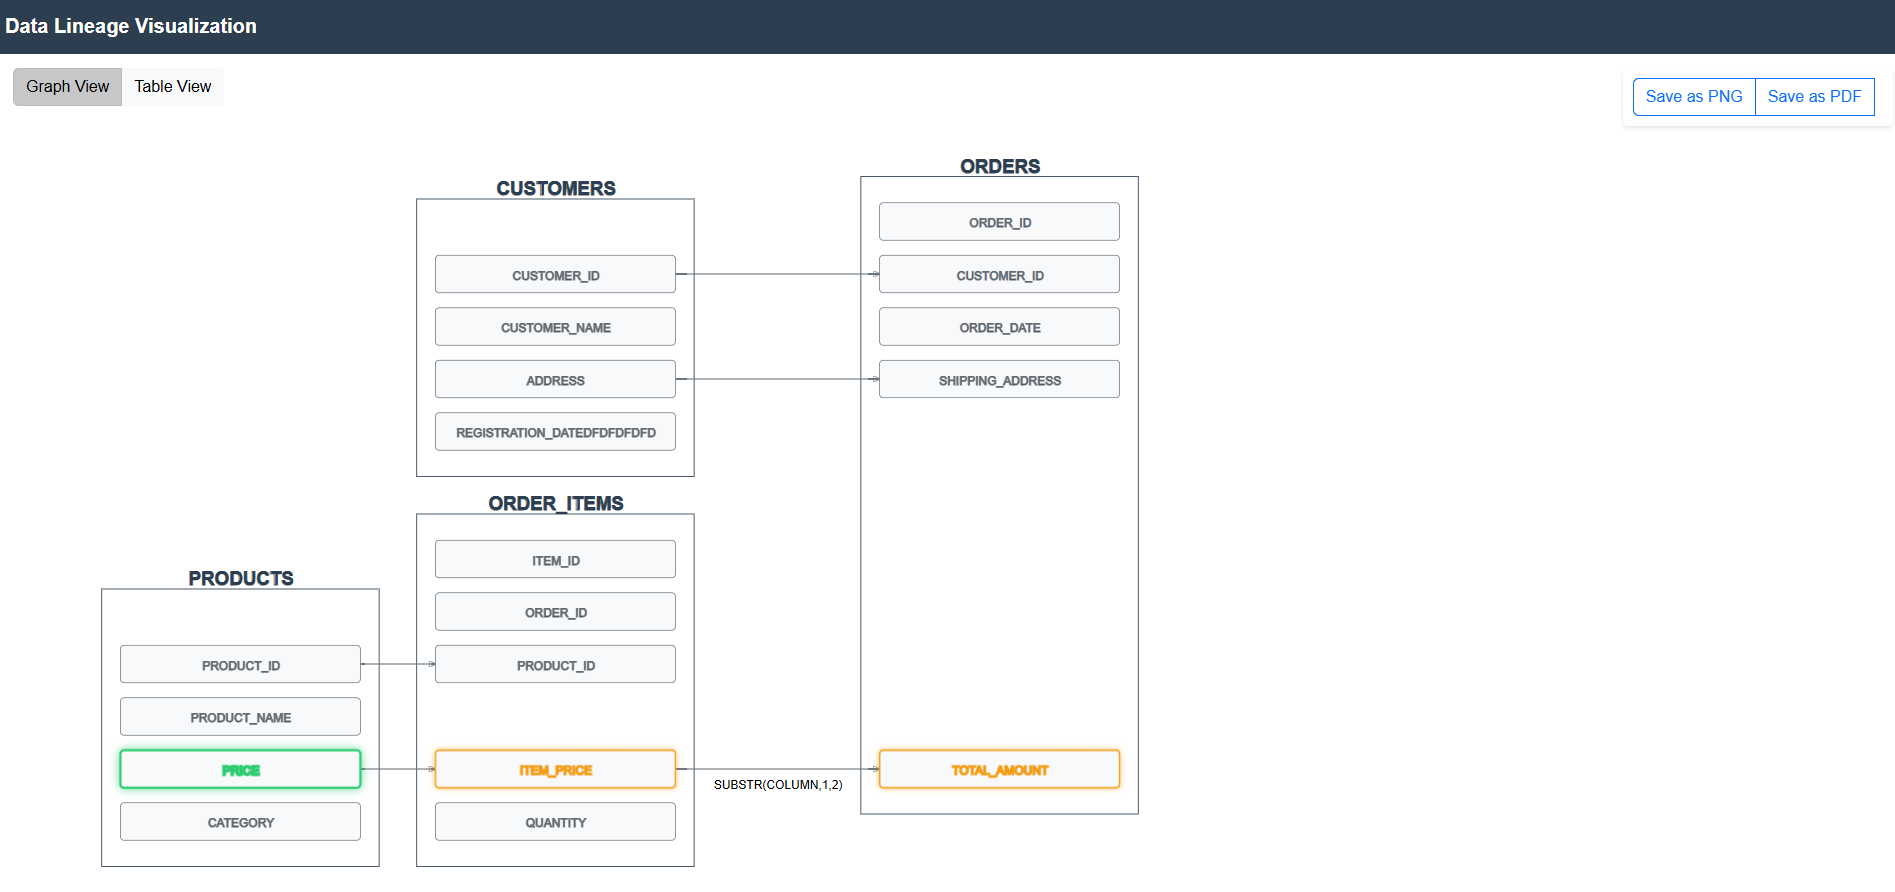 Data Lineage Visualization
Graph View
Table View
Save as PNG
Save as PDF
CUSTOMERS
CUSTOMER_ID
CUSTOMER_NAME
ADDRESS
REGISTRATION_DATEDFDFDFDFD
ORDERS
ORDER_ID
CUSTOMER_ID
ORDER_DATE
SHIPPING_ADDRESS
TOTAL_AMOUNT
ORDER_ITEMS
ITEM_ID
ORDER_ID
PRODUCT_ID
ITEM_PRICE
QUANTITY
SUBSTR(COLUMN,1,2)
PRODUCTS
PRODUCT_ID
PRODUCT_NAME
PRICE
CATEGORY